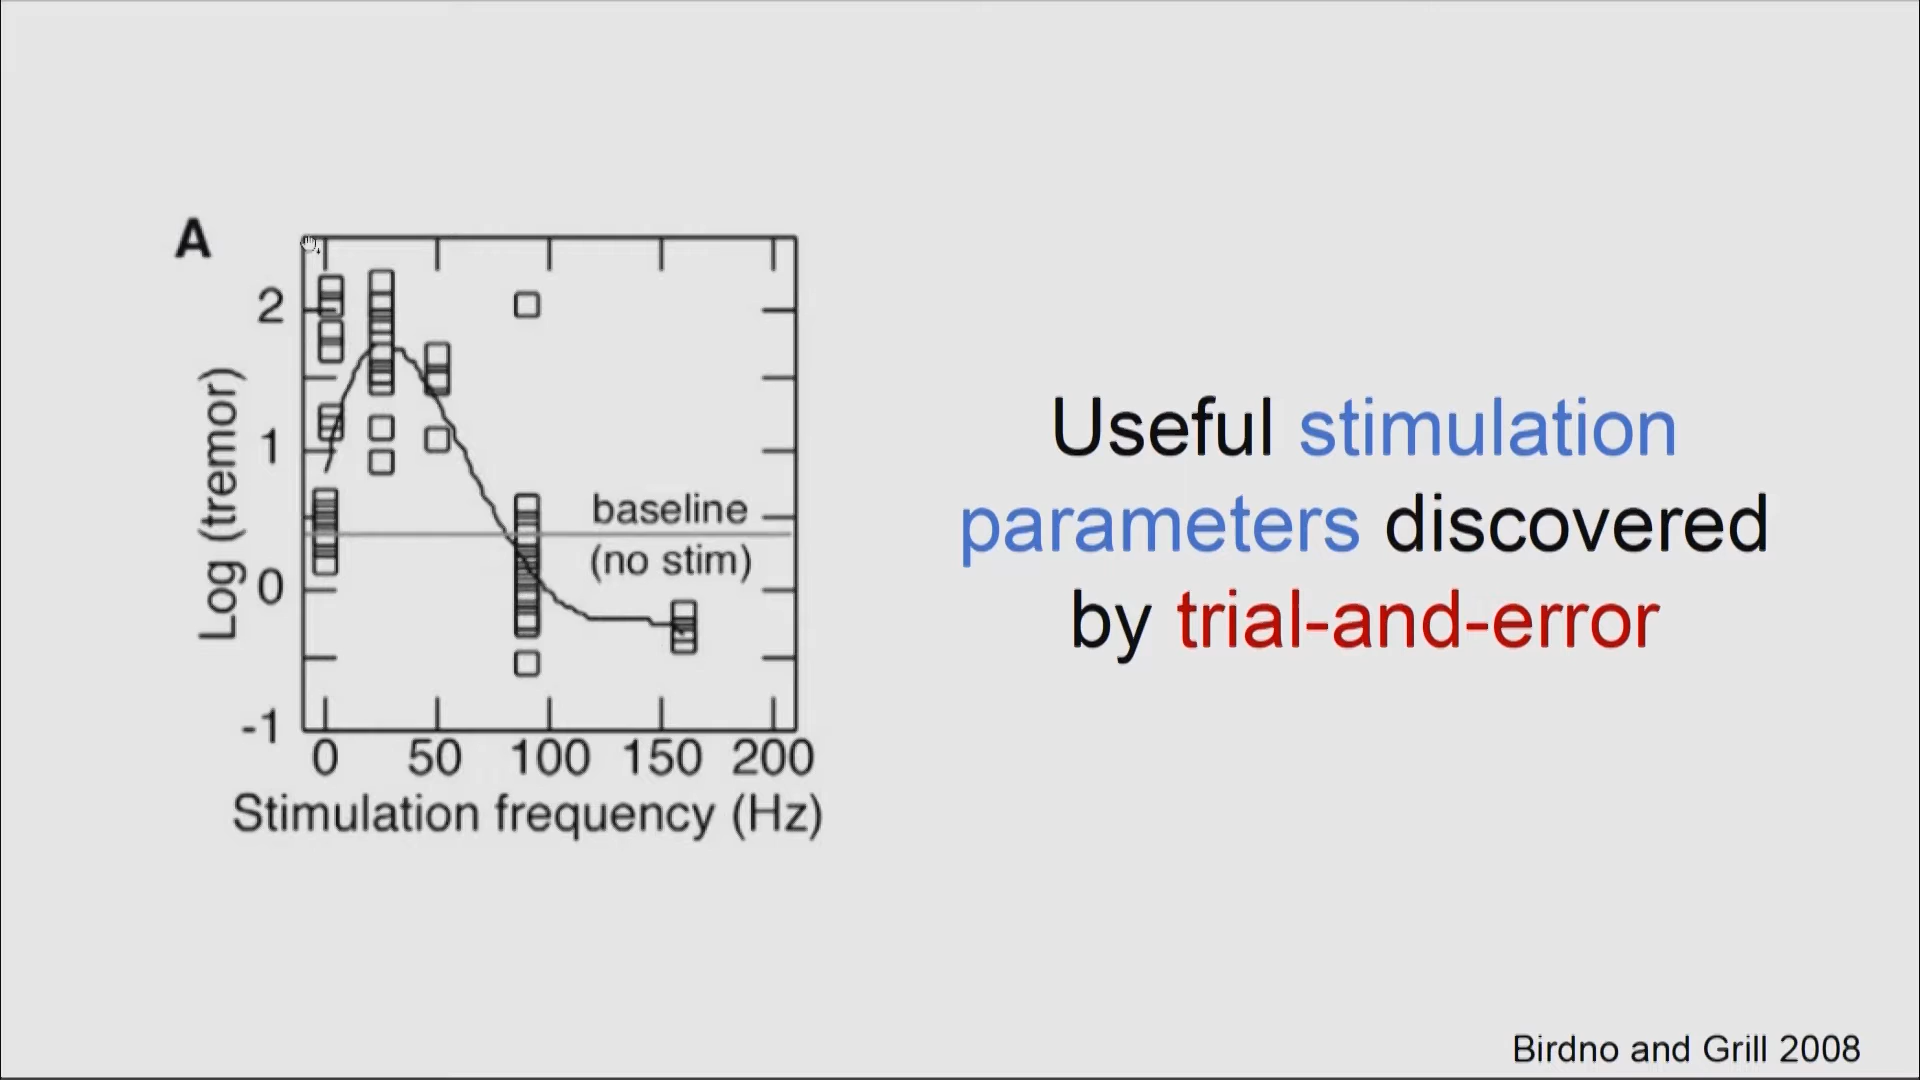 A
2
1
0
-1
Log (tremor)
baseline
(no stim)
0 50 100 150 200
Stimulation frequency (Hz)
Useful stimulation
parameters discovered
by trial-and-error
Birdno and Grill 2008